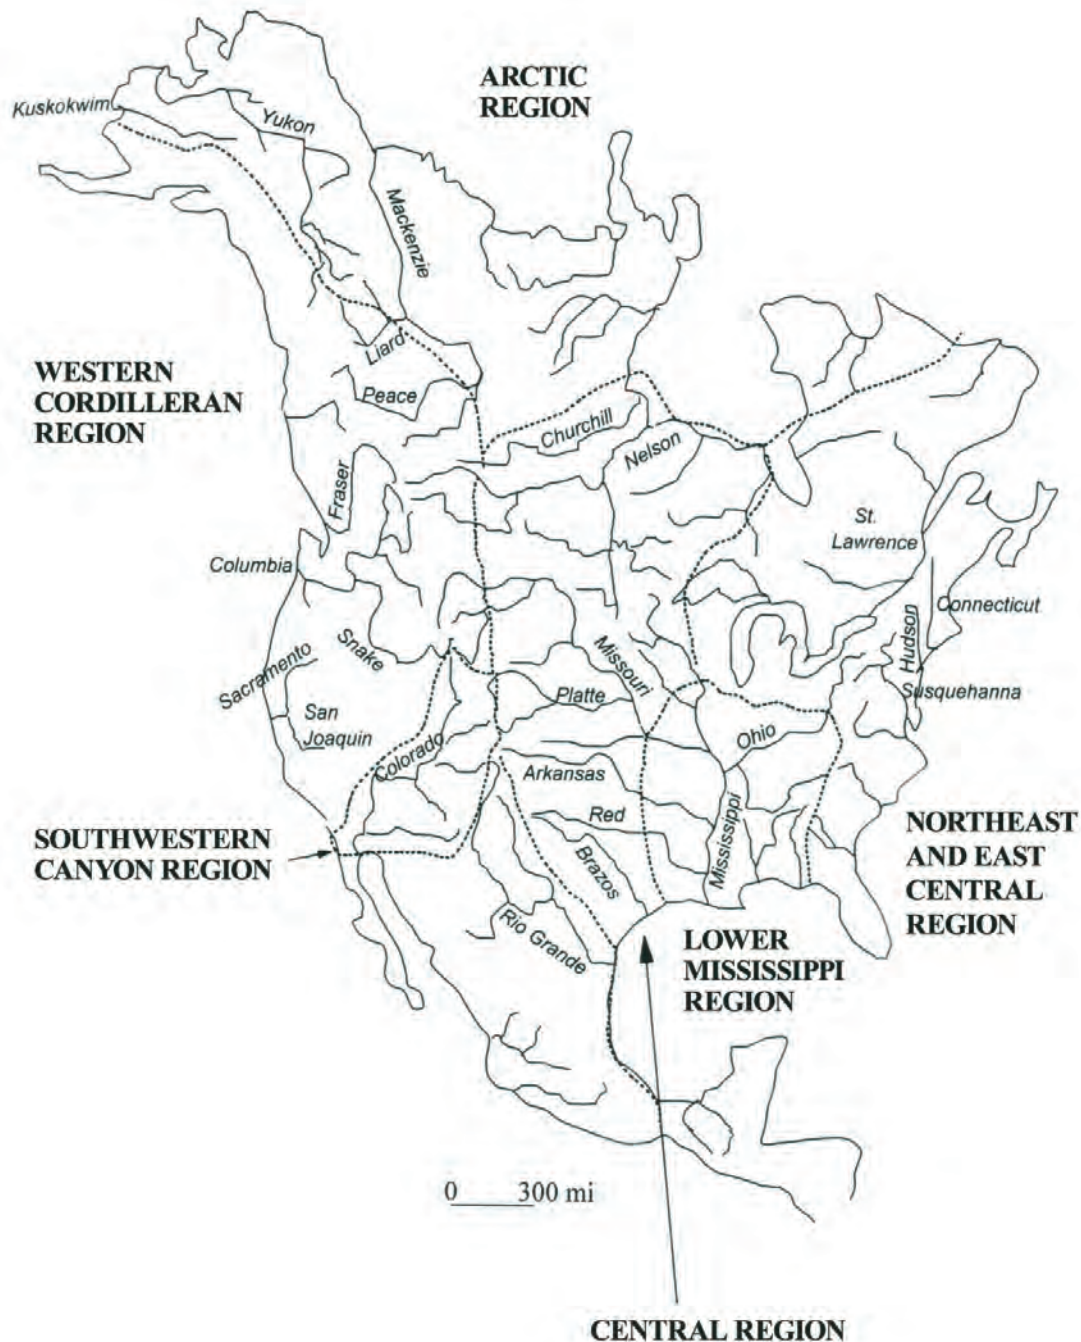 ARCTIC
REGION
Kuskokwim
Yukon
Mackenzie
Liard
WESTERN
CORDILLERAN
REGION
Peace
Churchill
Nelson
Fraser
St.
Lawrence
Columbia
Connecticut
Hudson
Snake
Sacramento
Missouri
Susquehanna
Platte
San
Joaquin
Ohio
Colorado
Arkansas
Red
Mississippi
Brazos
SOUTHWESTERN
CANYON REGION
NORTHEAST
AND EAST
CENTRAL
REGION
Rio Grande
LOWER
MISSISSIPPI
REGION
0 300 mi
CENTRAL REGION